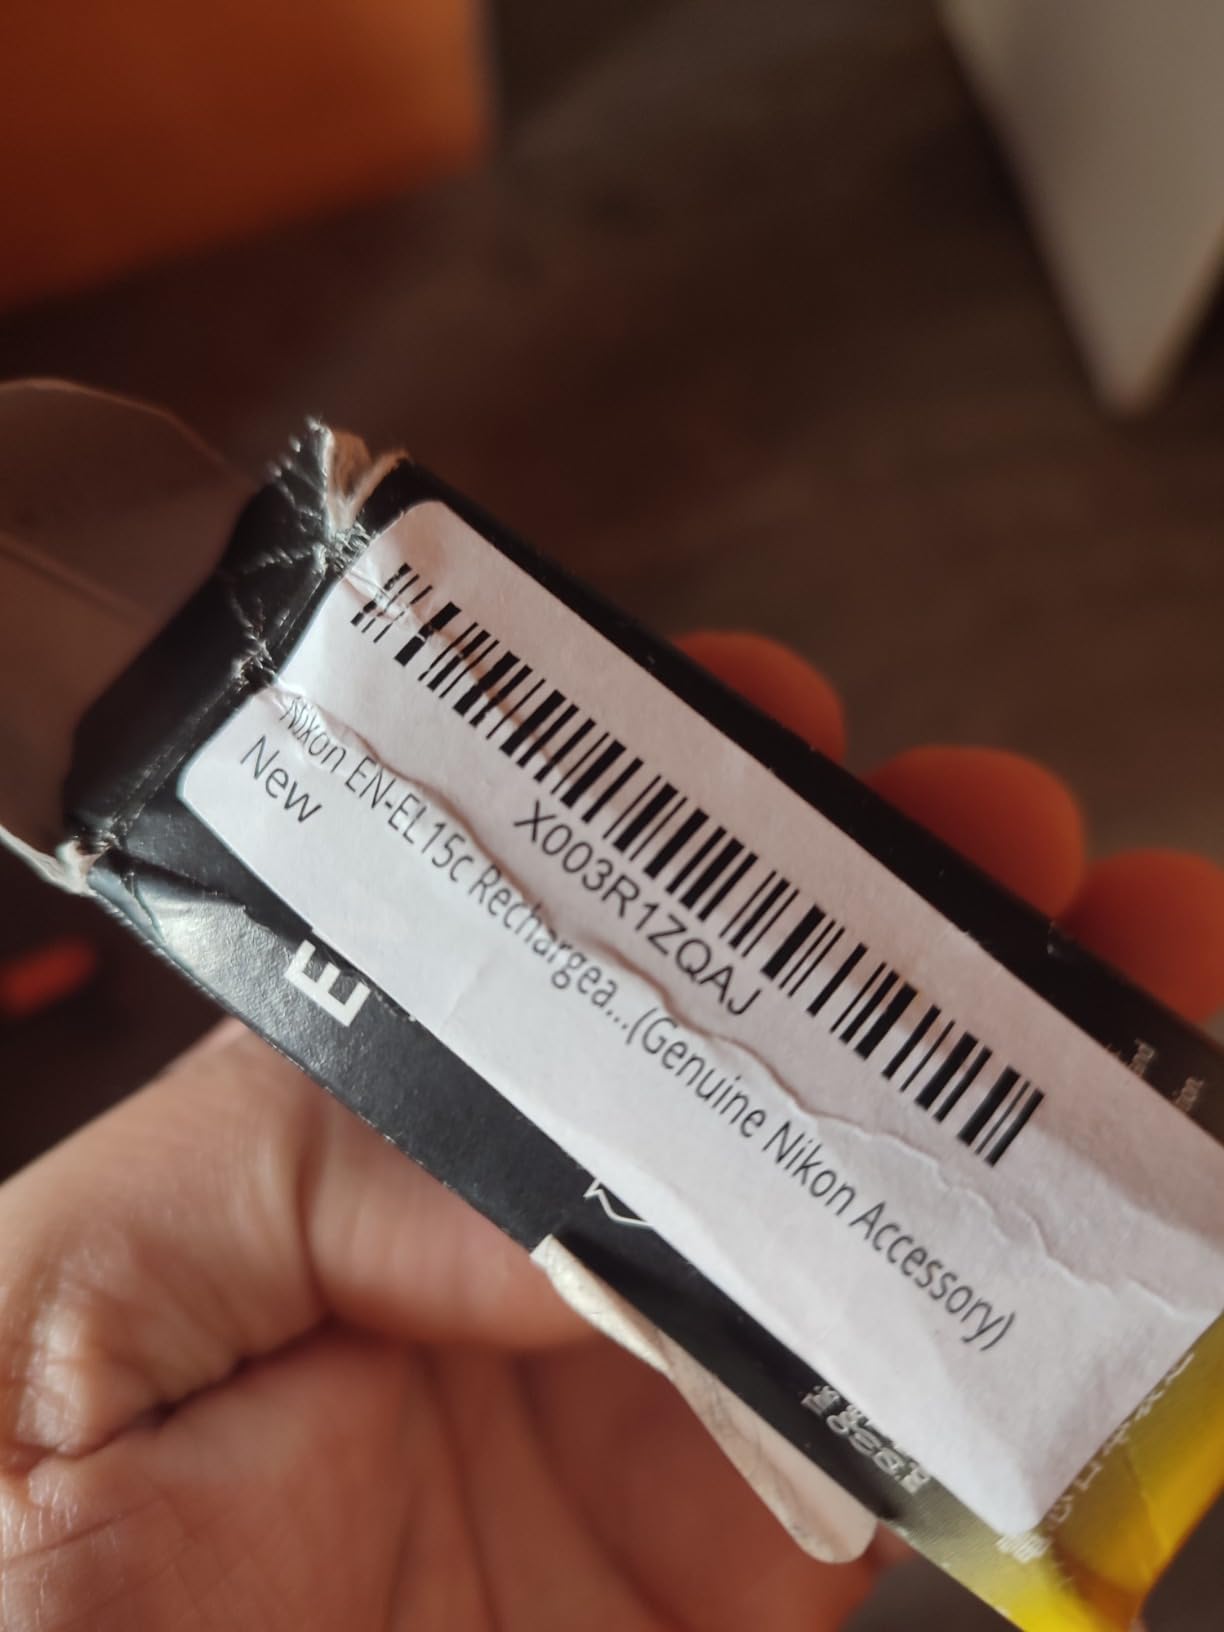 X003R1ZQAJ
Nikon EN-EL15c Rechargea...(Genuine Nikon Accessory)
New
E